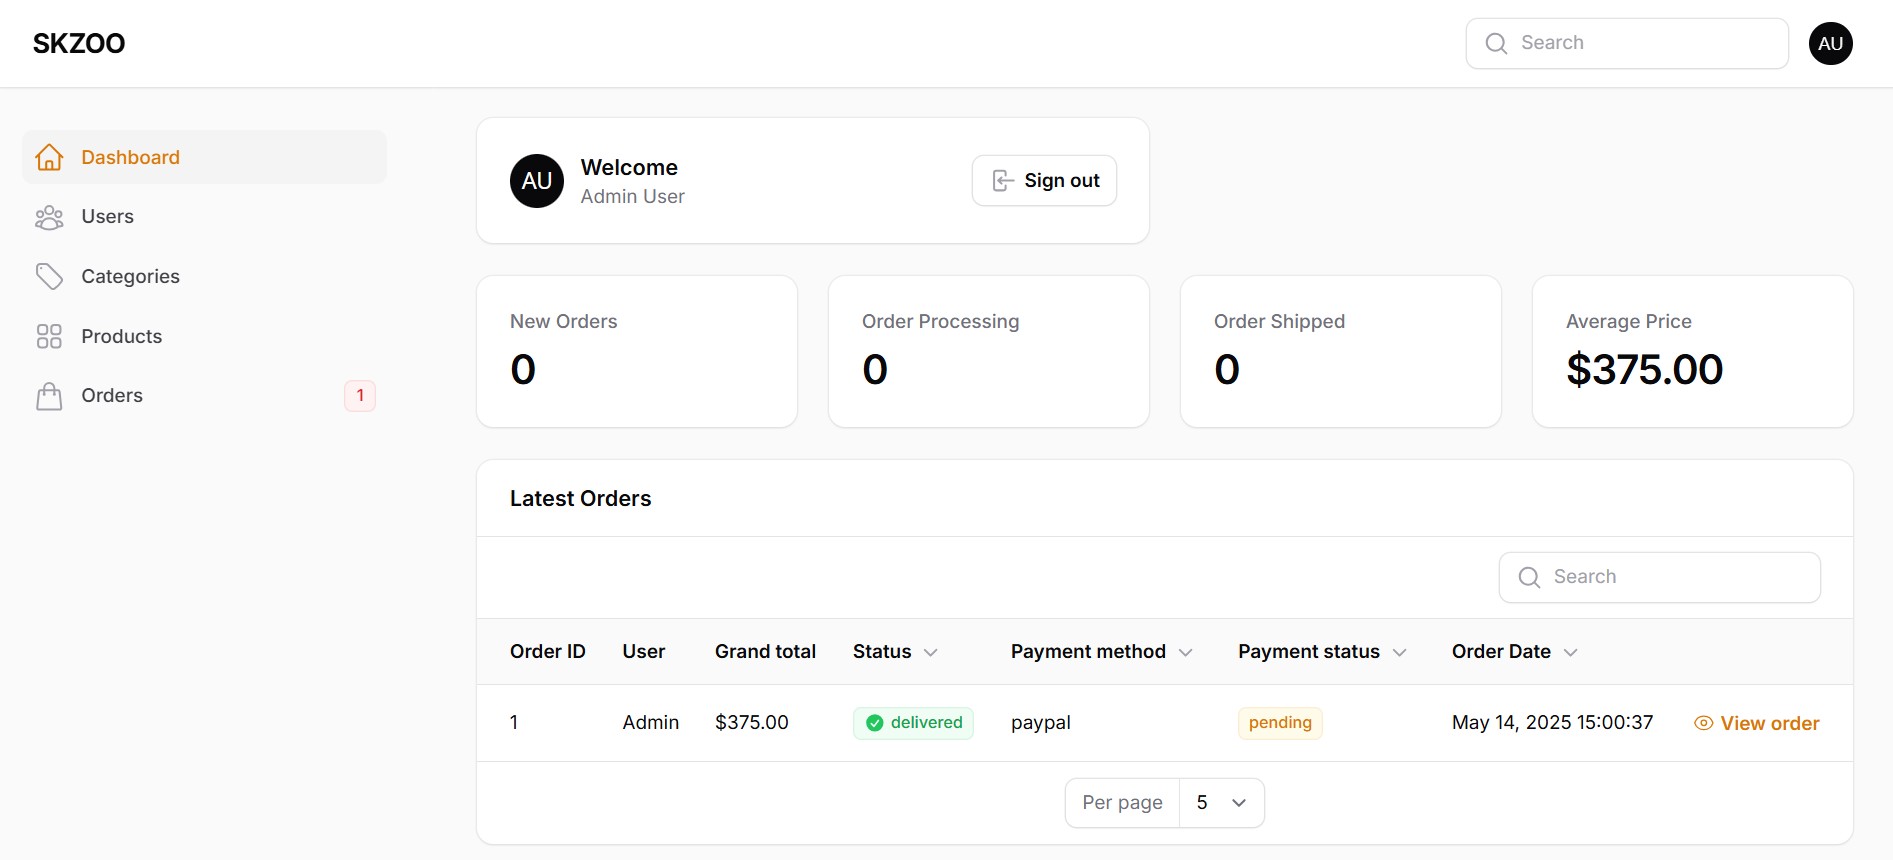 SKZOO
Search
AU
Dashboard
Users
Categories
Products
Orders 1
AU
Welcome
Admin User
Sign out
New Orders
0
Order Processing
0
Order Shipped
0
Average Price
$375.00
Latest Orders
Search
Order ID User Grand total Status Payment method Payment status Order Date
1 Admin $375.00 delivered paypal pending May 14, 2025 15:00:37 View order
Per page 5